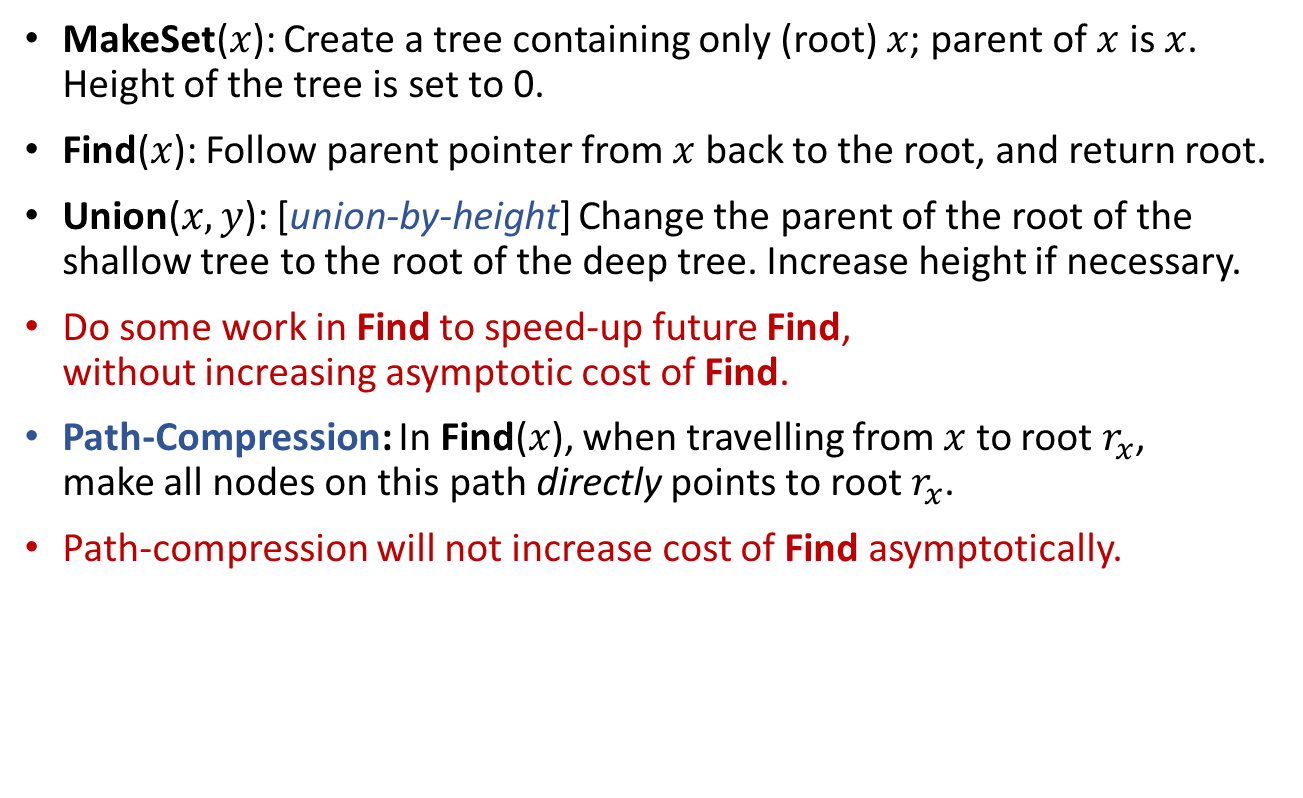 • MakeSet(x): Create a tree containing only (root) x; parent of x is x.
Height of the tree is set to 0.
• Find(x): Follow parent pointer from x back to the root, and return root.
• Union(x, y): [union-by-height] Change the parent of the root of the
shallow tree to the root of the deep tree. Increase height if necessary.
• Do some work in Find to speed-up future Find,
without increasing asymptotic cost of Find.
• Path-Compression: In Find(x), when travelling from x to root rₓ,
make all nodes on this path directly points to root rₓ.
• Path-compression will not increase cost of Find asymptotically.